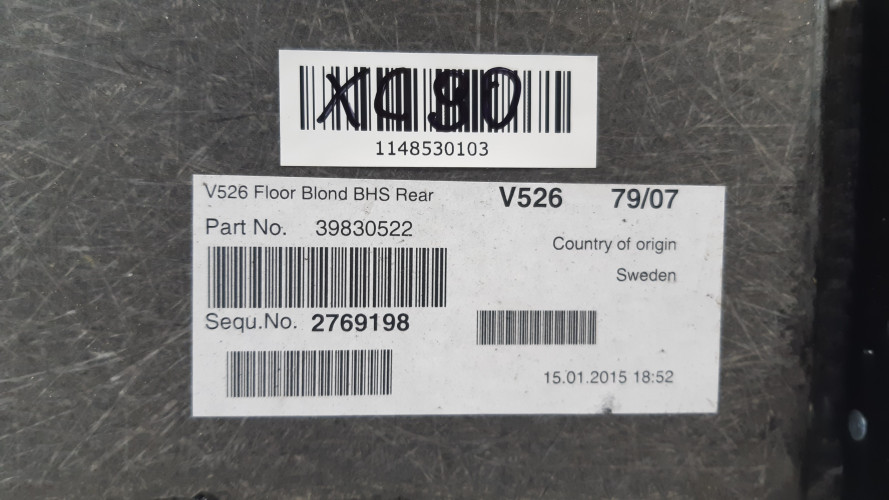 XC90
1148530103
V526 Floor Blond BHS Rear V526 79/07
Part No. 39830522
Country of origin
Sweden
Sequ.No. 2769198
15.01.2015 18:52